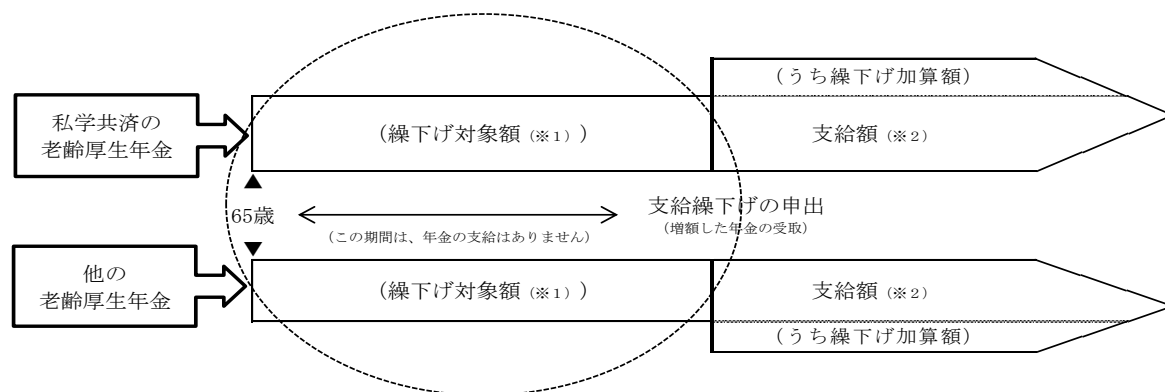 (うち繰下げ加算額)
私学共済の
老齢厚生年金
(繰下げ対象額(※1))
支給額(※2)
65歳
支給繰下げの申出
(この期間は、年金の支給はありません)
(増額した年金の受取)
他の
老齢厚生年金
(繰下げ対象額(※1))
支給額(※2)
(うち繰下げ加算額)